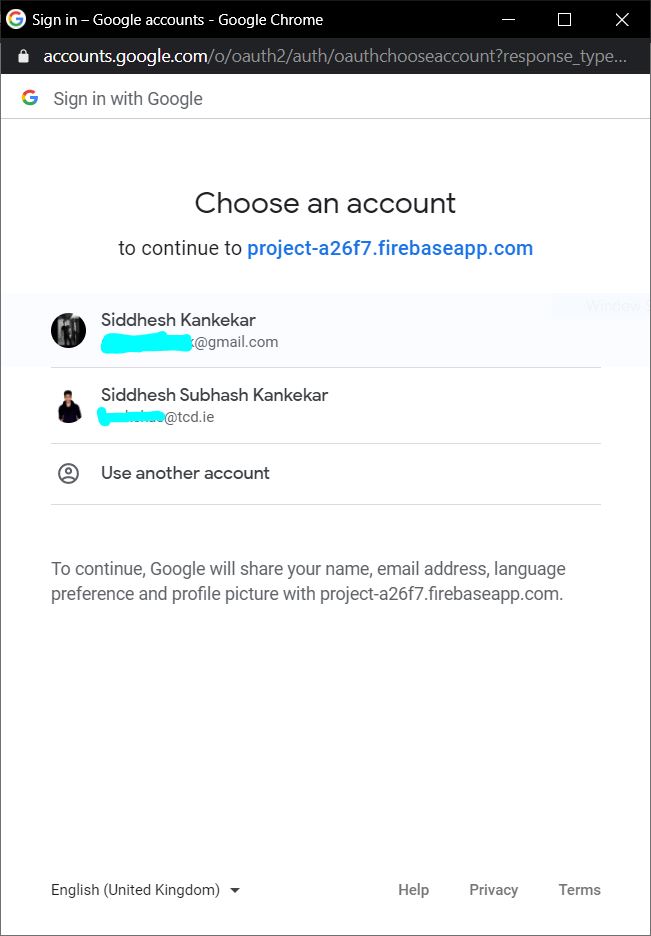 Sign in – Google accounts - Google Chrome
accounts.google.com/o/oauth2/auth/oauthchooseaccount?response_type...
Sign in with Google
Choose an account
to continue to project-a26f7.firebaseapp.com
Window S
Siddhesh Kankekar
@gmail.com
Siddhesh Subhash Kankekar
@tcd.ie
Use another account
To continue, Google will share your name, email address, language
preference and profile picture with project-a26f7.firebaseapp.com.
English (United Kingdom)
Help
Privacy
Terms